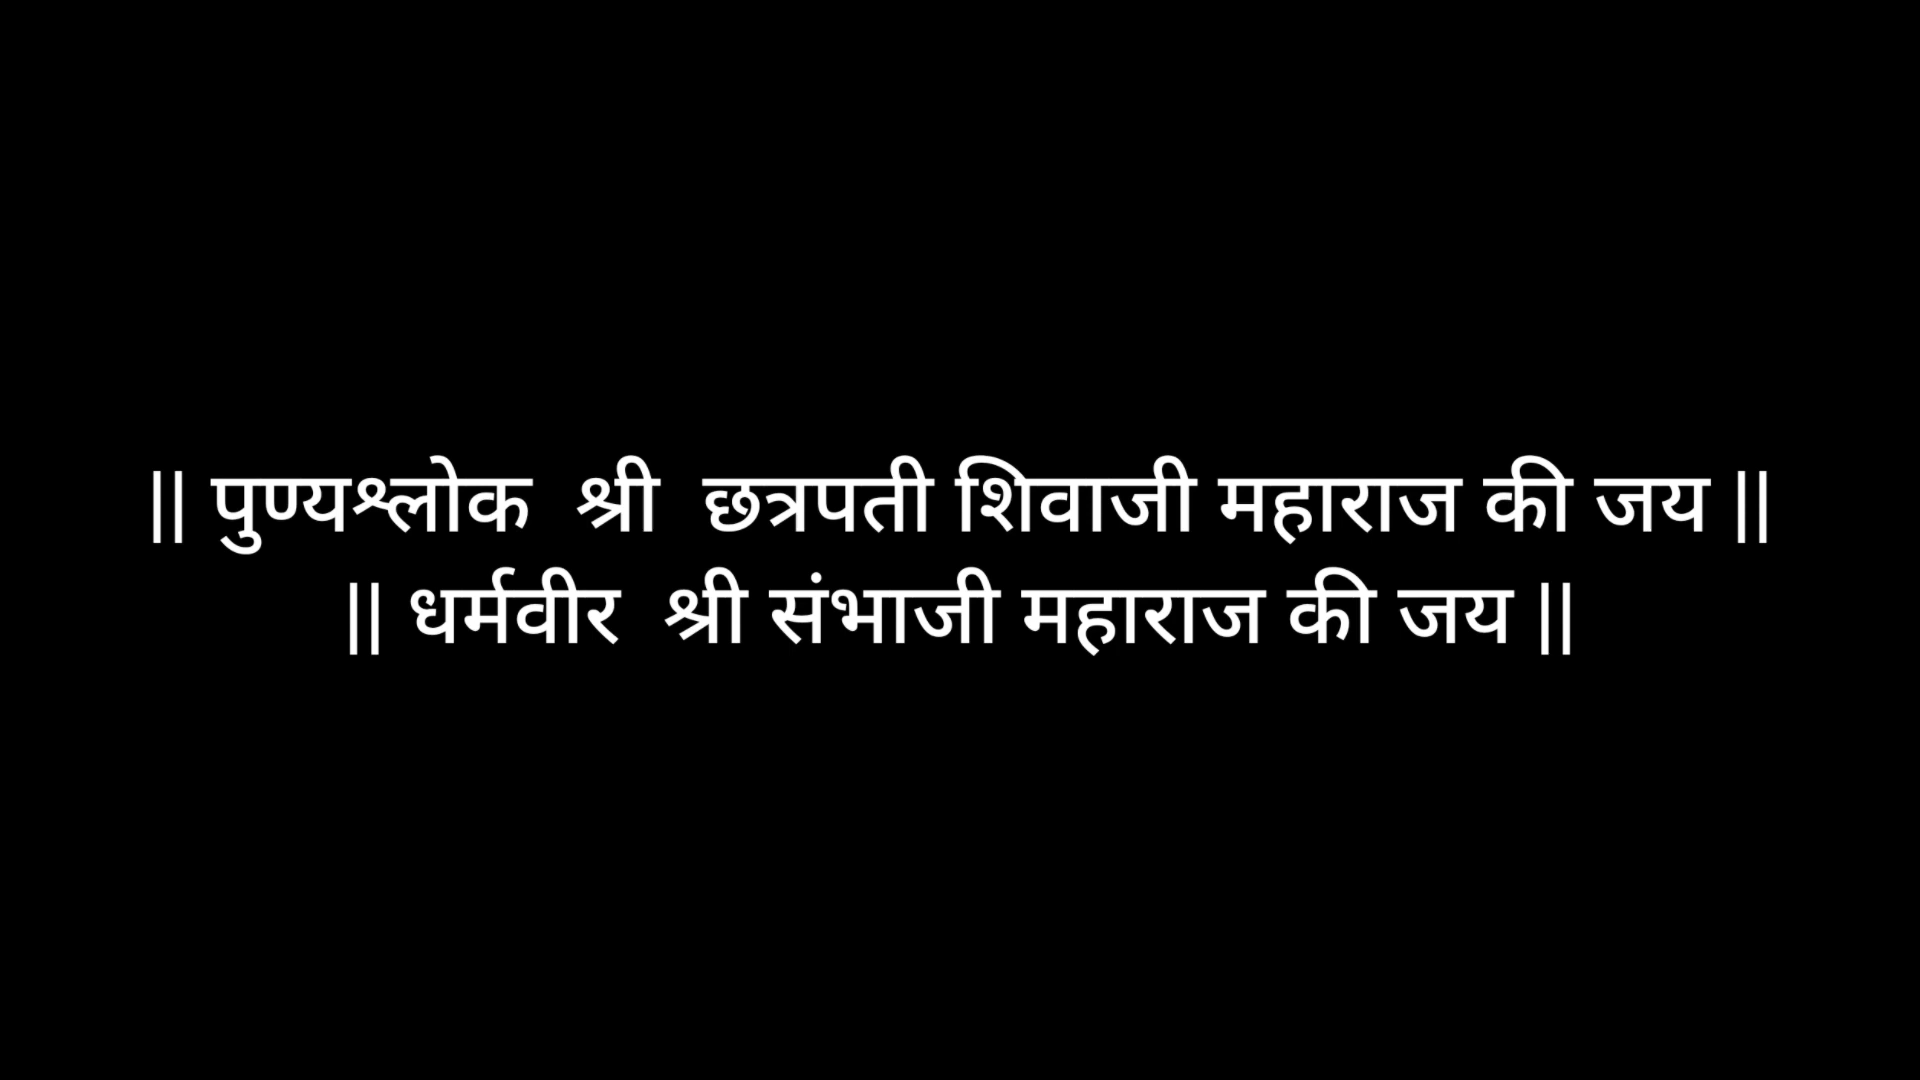 || पुण्यश्लोक  श्री  छत्रपती शिवाजी महाराज की जय ||
|| धर्मवीर  श्री संभाजी महाराज की जय ||